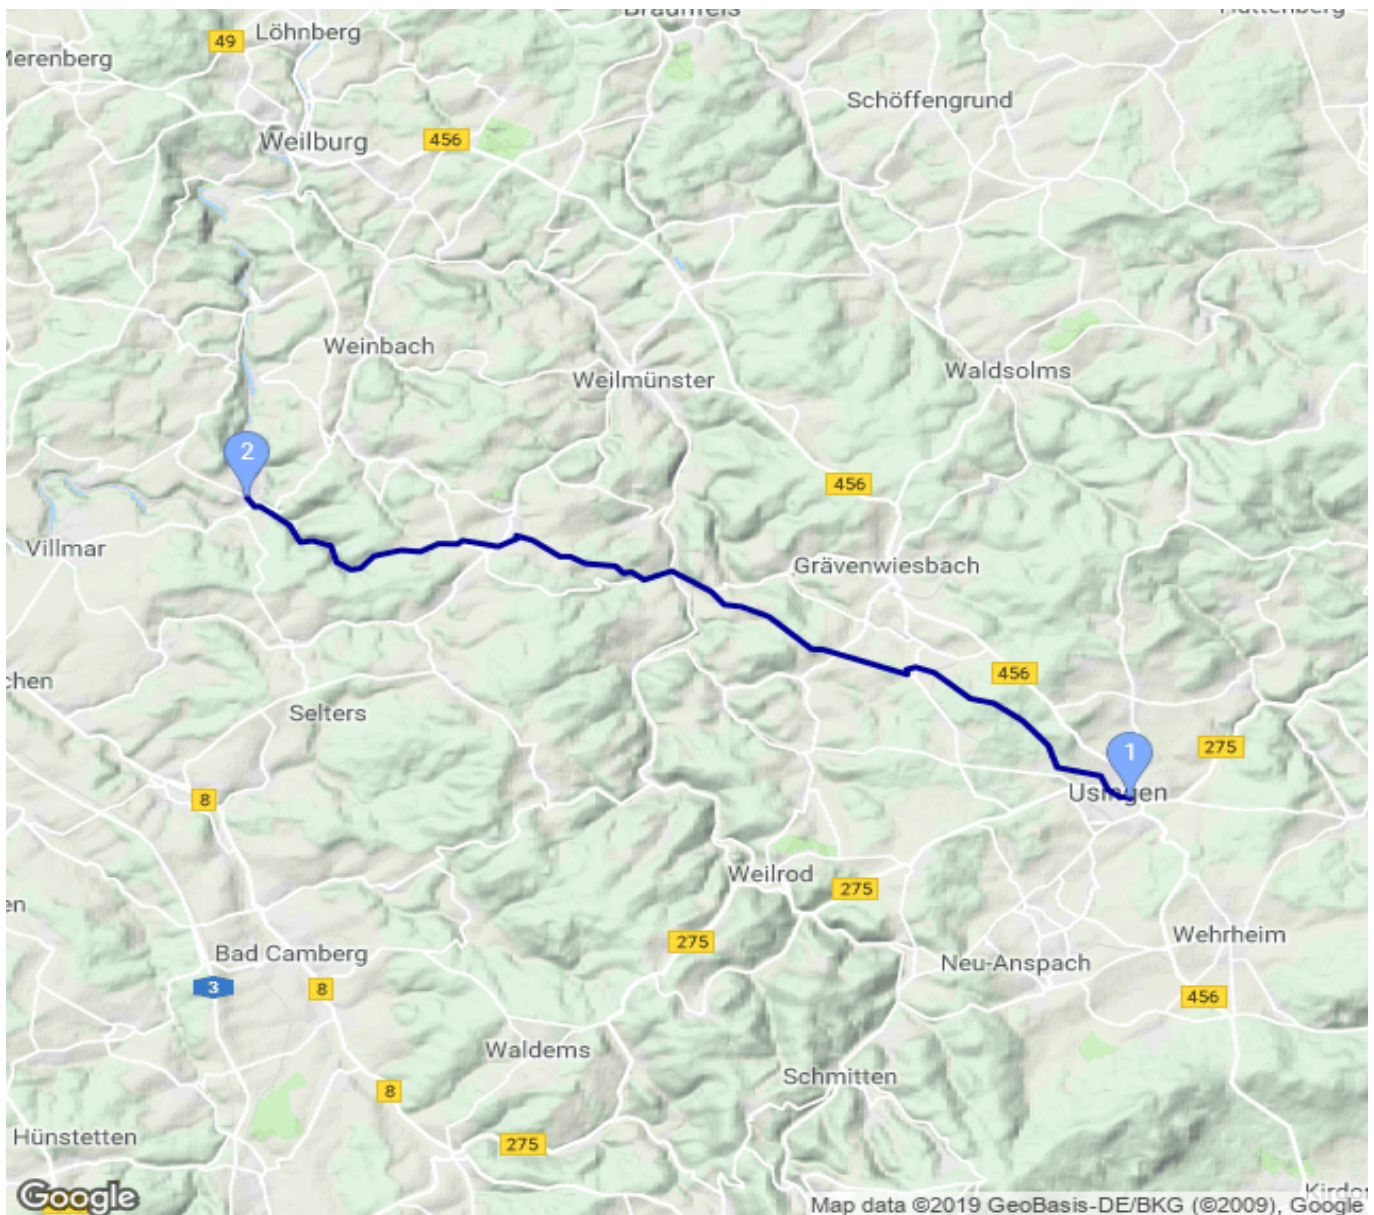 Löhnberg
49
Merenberg
Schöffengrund
Weilburg
456
Weinbach
Weilmünster
Waldsolms
2
456
Villmar
Grävenwiesbach
456
chen
Selters
1
275
Usingen
8
Weilrod
275
en
Wehrheim
275
Bad Camberg
Neu-Anspach
3
8
456
Waldems
Schmitten
8
Hünstetten
275
Google
Map data ©2019 GeoBasis-DE/BKG (©2009), Google